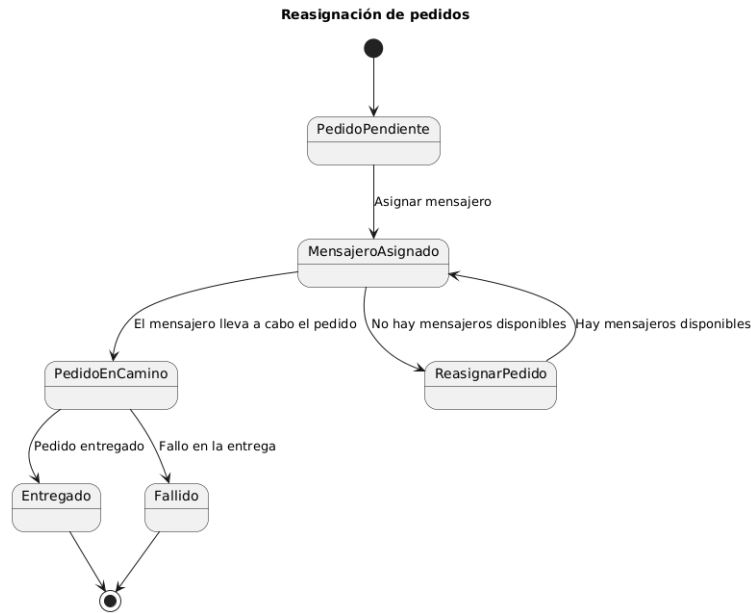 Reasignación de pedidos
PedidoPendiente
Asignar mensajero
MensajeroAsignado
El mensajero lleva a cabo el pedido
No hay mensajeros disponibles
Hay mensajeros disponibles
PedidoEnCamino
ReasignarPedido
Pedido entregado
Fallo en la entrega
Entregado
Fallido